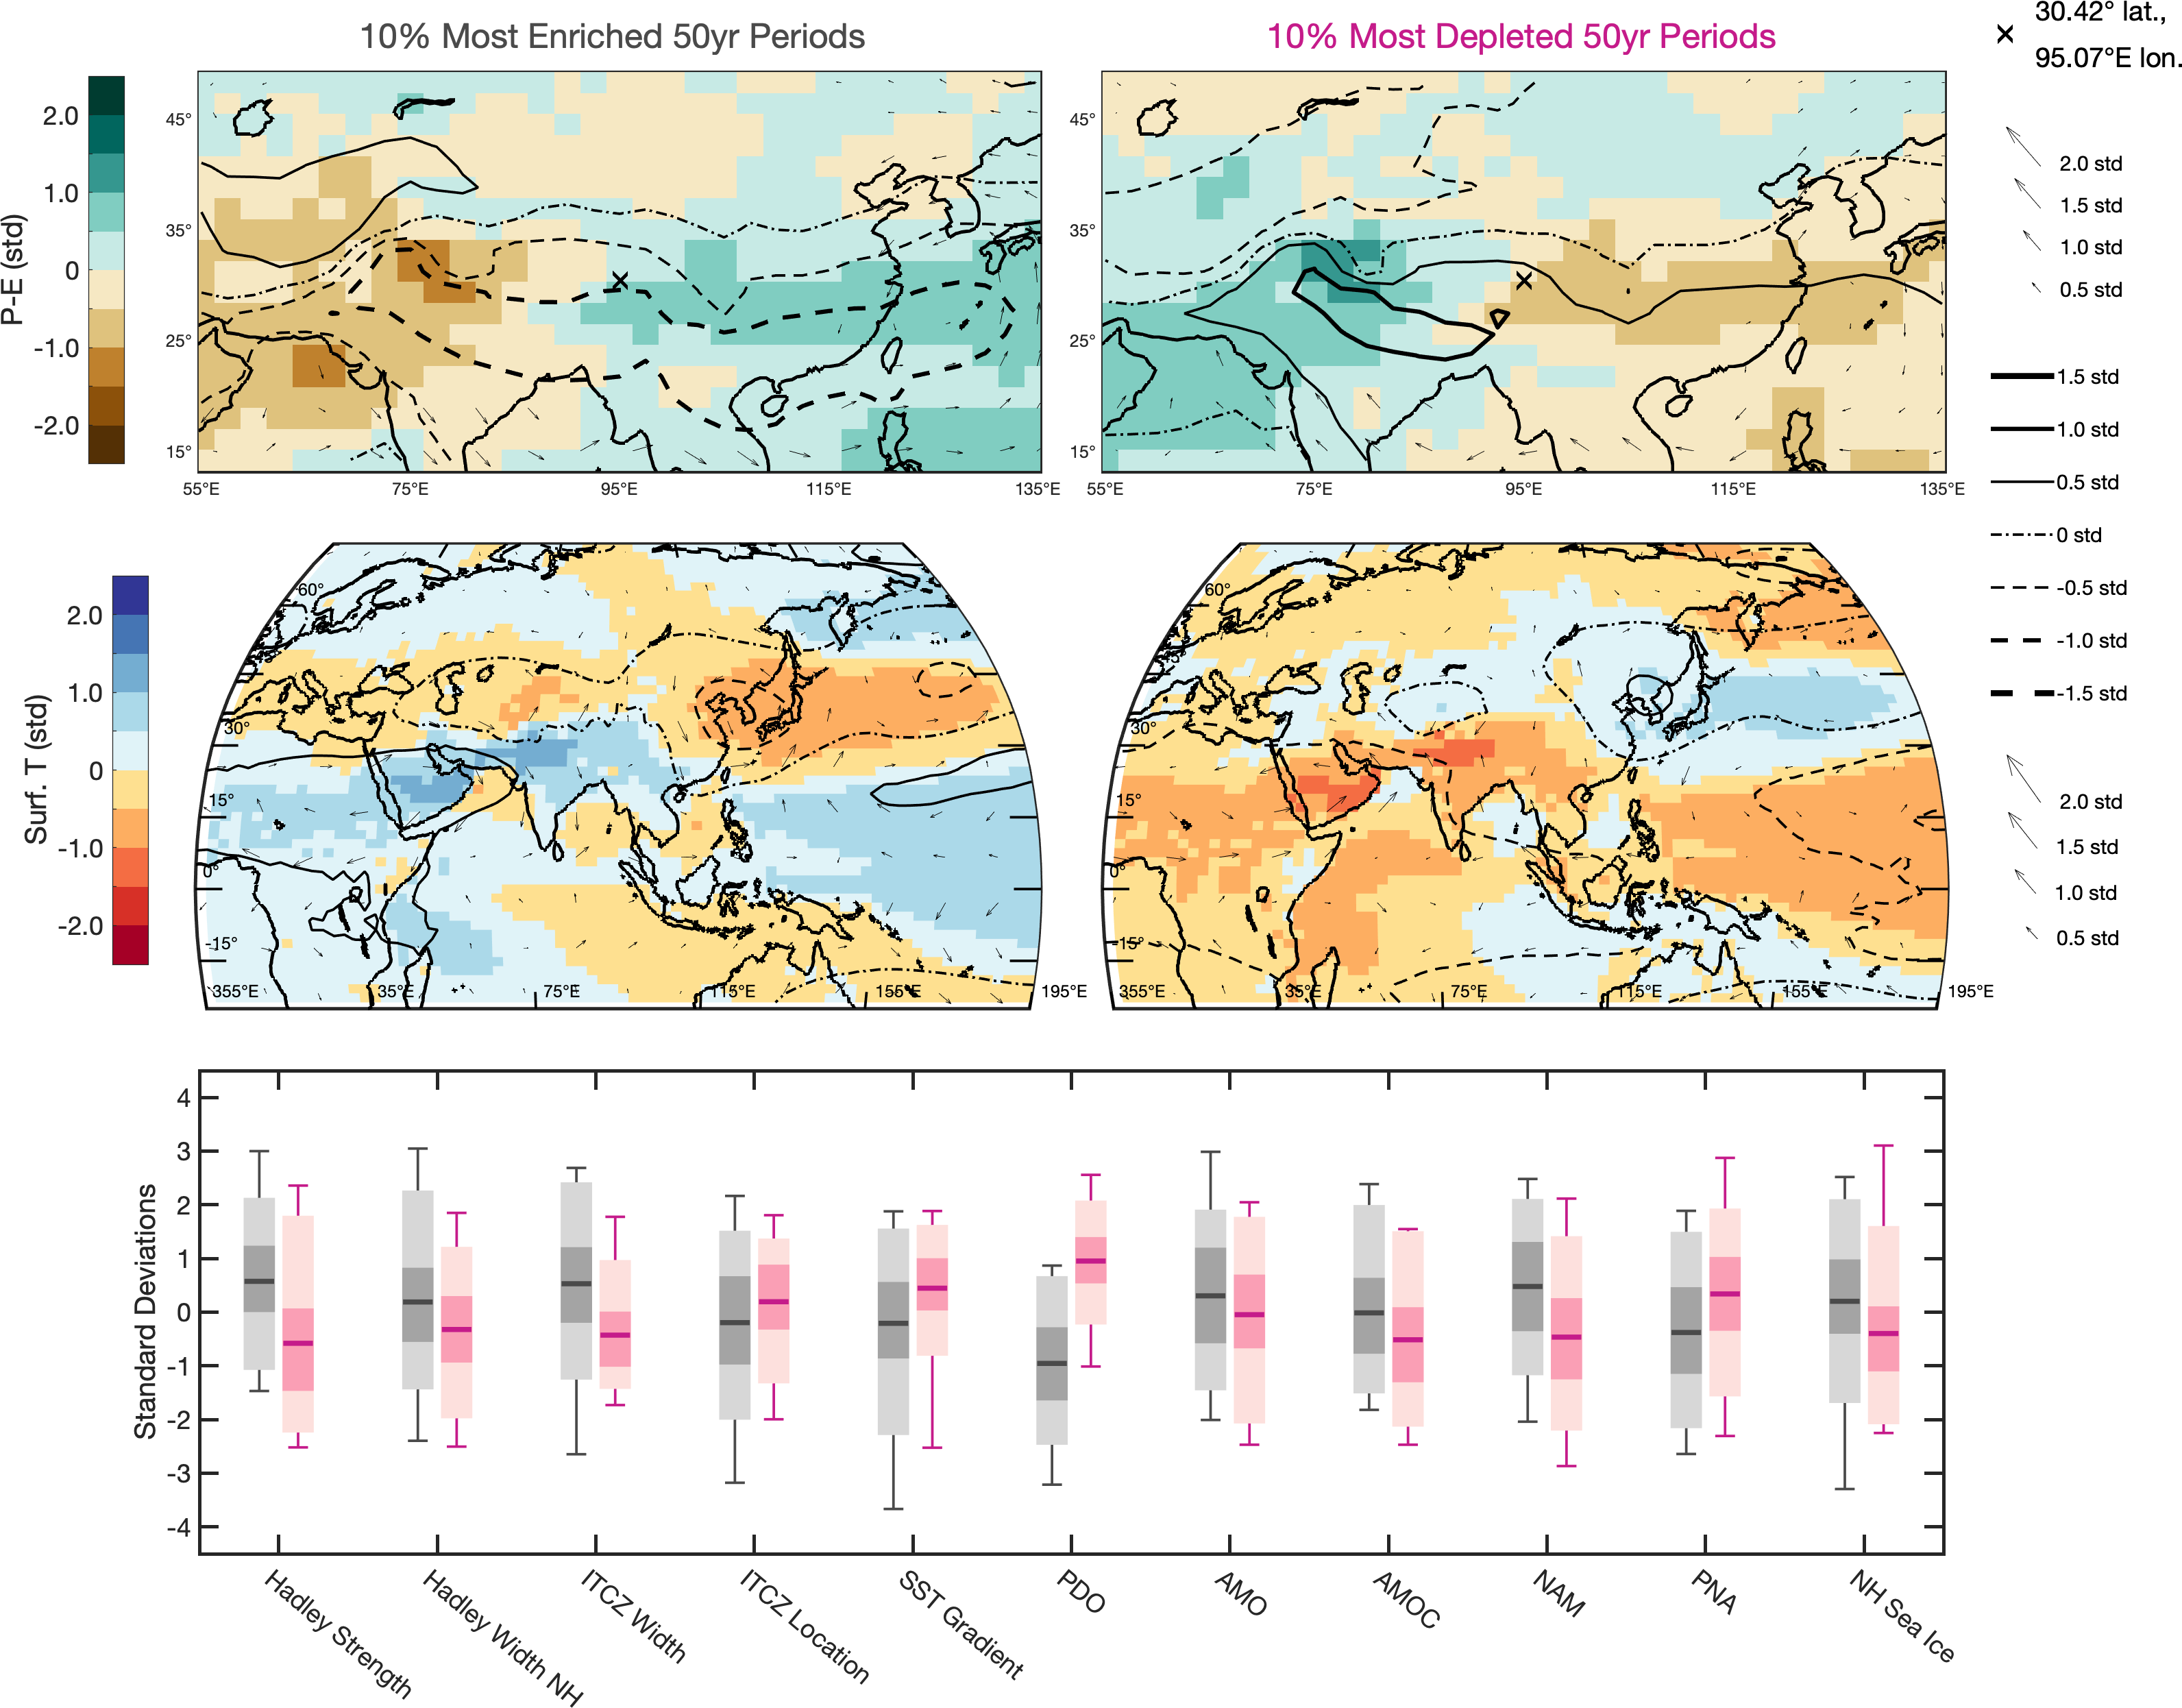 10% Most Enriched 50yr Periods
10% Most Depleted 50yr Periods
30.42° lat.,
95.07°E lon.
P-E (std)
2.0
1.0
0
-1.0
-2.0
45°
35°
25°
15°
55°E
75°E
95°E
115°E
135°E
45°
35°
25°
15°
55°E
75°E
95°E
115°E
135°E
2.0 std
1.5 std
1.0 std
0.5 std
1.5 std
1.0 std
0.5 std
0 std
-0.5 std
-1.0 std
-1.5 std
Surf. T (std)
2.0
1.0
0
-1.0
-2.0
60°
30°
15°
0°
-15°
355°E
35°E
75°E
115°E
155°E
195°E
60°
45°
30°
15°
0°
-15°
355°E
35°E
75°E
115°E
155°E
195°E
2.0 std
1.5 std
1.0 std
0.5 std
Standard Deviations
4
3
2
1
0
-1
-2
-3
-4
Hadley Strength
Hadley Width NH
ITCZ Width
ITCZ Location
SST Gradient
PDO
AMO
AMOC
NAM
PNA
NH Sea Ice